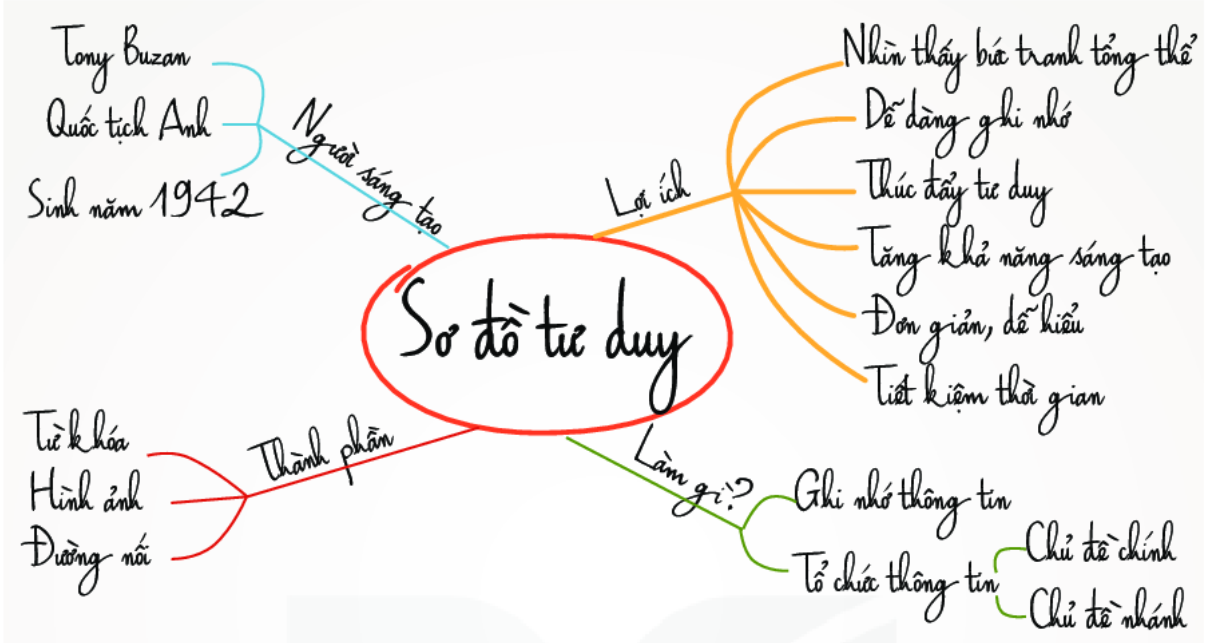 Sơ đồ tư duy
Người sáng tạo
Tony Buzan
Quốc tịch Anh
Sinh năm 1942
Lợi ích
Nhìn thấy bức tranh tổng thể
Dễ dàng ghi nhớ
Thúc đẩy tư duy
Tăng khả năng sáng tạo
Đơn giản, dễ hiểu
Tiết kiệm thời gian
Thành phần
Từ khóa
Hình ảnh
Đường nối
Làm gì?
Ghi nhớ thông tin
Tổ chức thông tin
Chủ đề chính
Chủ đề nhánh